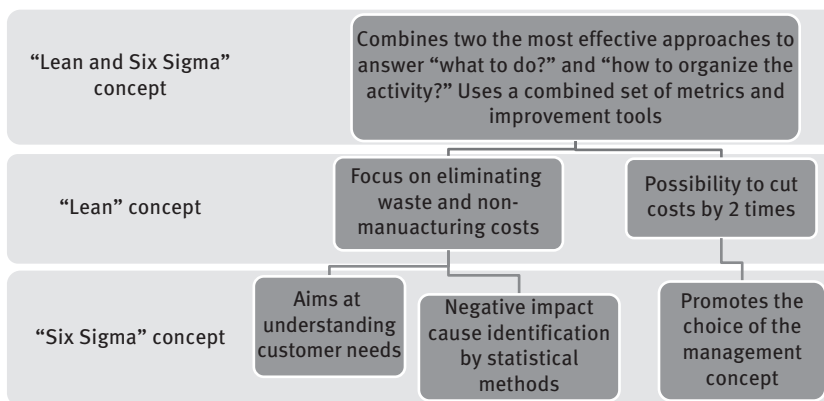 “Lean and Six Sigma”
concept
Combines two the most effective approaches to
answer “what to do?” and “how to organize the
activity?” Uses a combined set of metrics and
improvement tools
“Lean” concept
Focus on eliminating
waste and non-
manuacturing costs
Possibility to cut
costs by 2 times
“Six Sigma” concept
Aims at
understanding
customer needs
Negative impact
cause identification
by statistical
methods
Promotes the
choice of the
management
concept